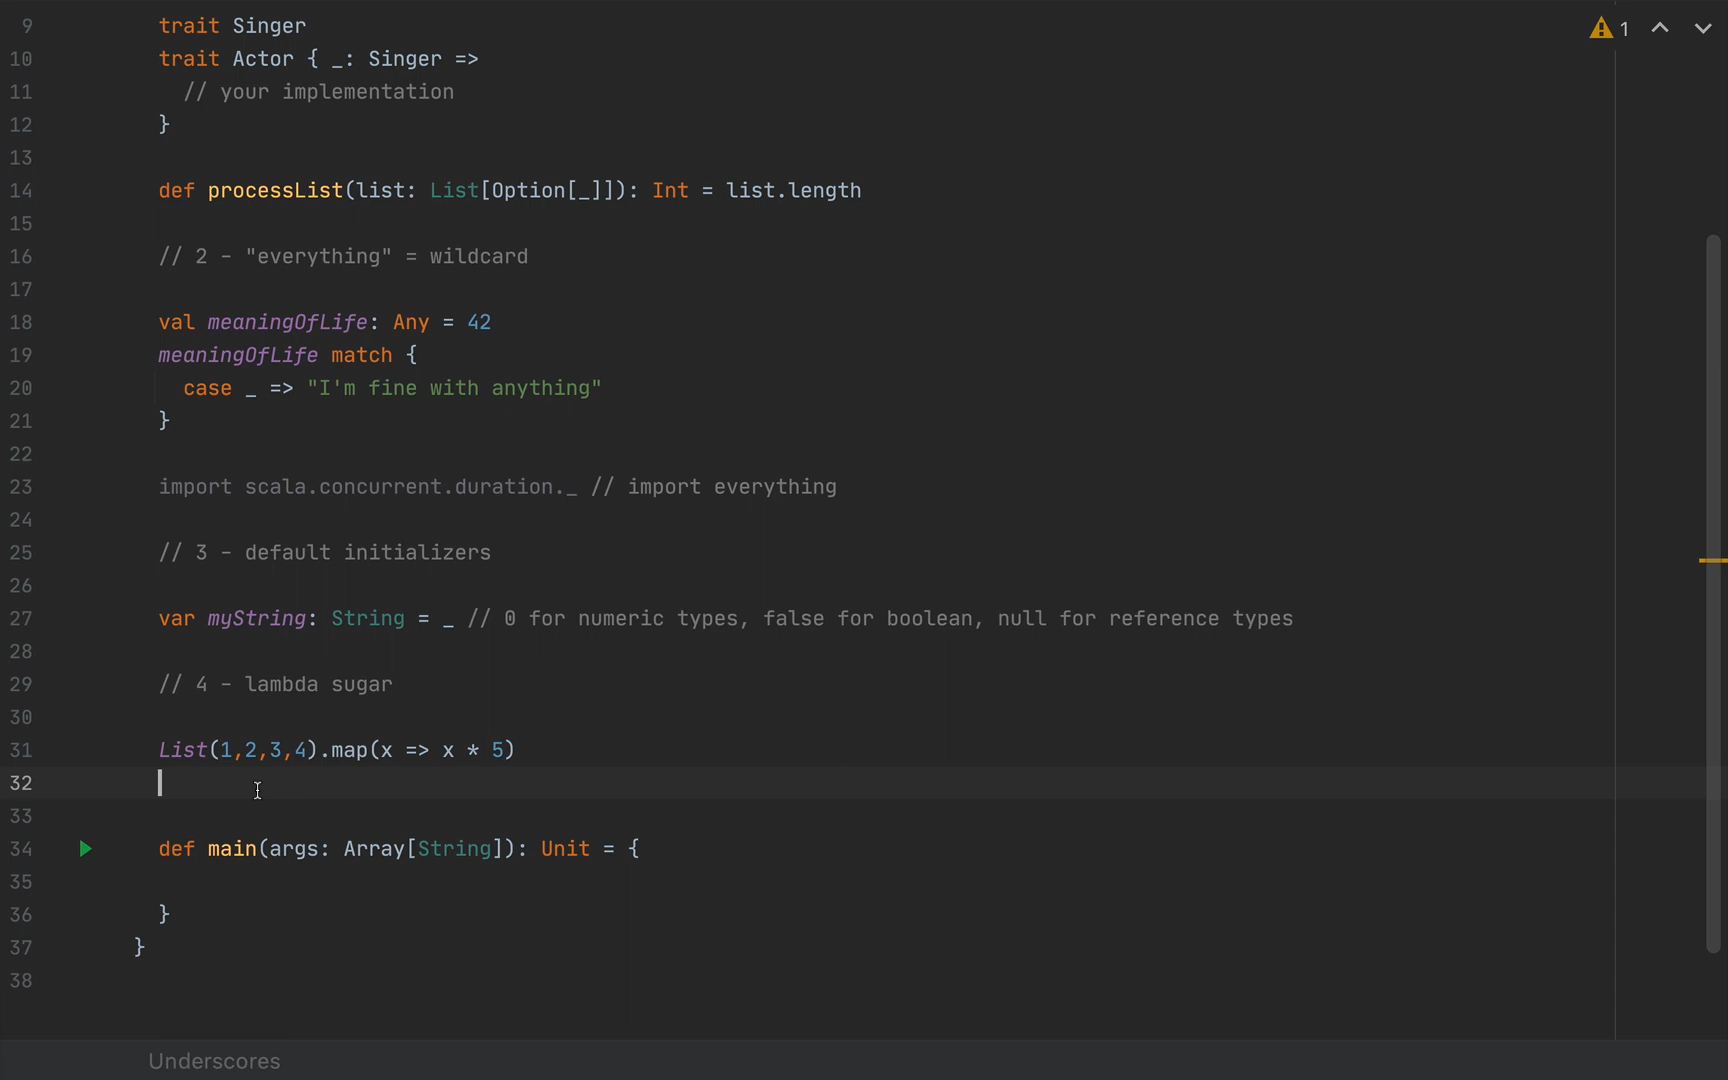 9 trait Singer
1
10 trait Actor { _: Singer =>
11 // your implementation
12 }
13
14 def processList(list: List[Option[_]]): Int = list.length
15
16 // 2 - "everything" = wildcard
17
18 val meaningOfLife: Any = 42
19 meaningOfLife match {
20 case _ => "I'm fine with anything"
21 }
22
23 import scala.concurrent.duration._ // import everything
24
25 // 3 - default initializers
26
27 var myString: String = _ // 0 for numeric types, false for boolean, null for reference types
28
29 // 4 - lambda sugar
30
31 List(1,2,3,4).map(x => x * 5)
32
33
34 def main(args: Array[String]): Unit = {
35
36 }
37 }
38
Underscores